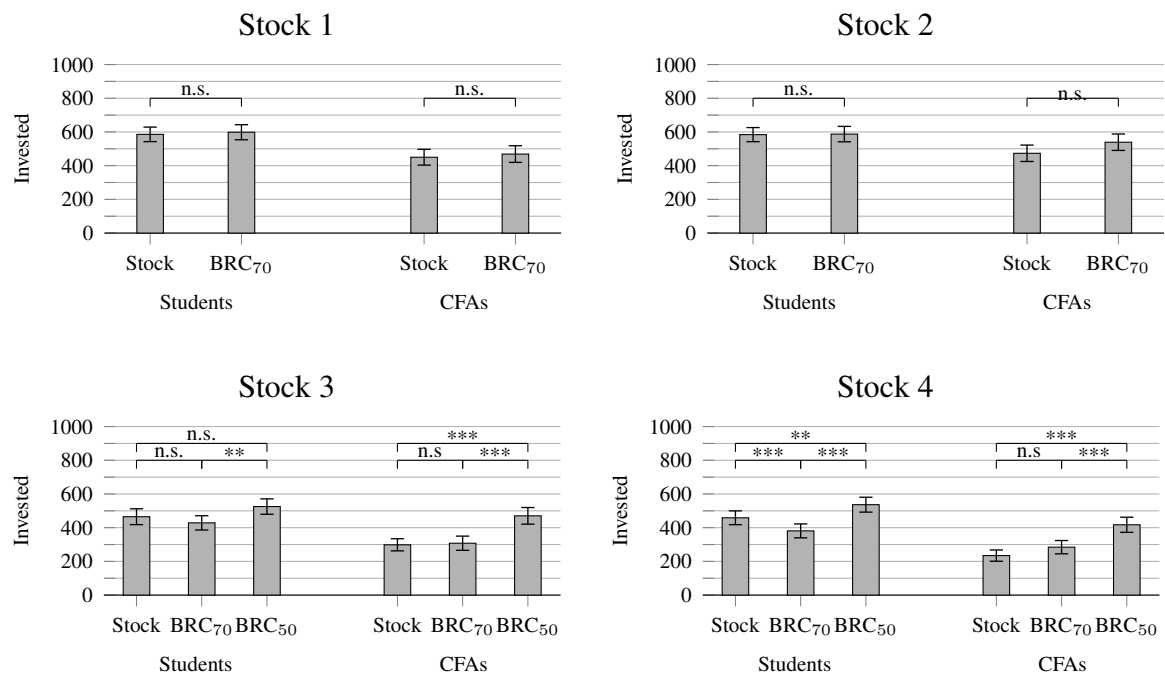 Stock 1
Stock 2
1000
800
600
400
200
0
Invested
n.s.
n.s.
Stock BRC70 Stock BRC70
Students CFAs
1000
800
600
400
200
0
Invested
n.s.
n.s.
Stock BRC70 Stock BRC70
Students CFAs
Stock 3
Stock 4
1000
800
600
400
200
0
Invested
n.s. ***
n.s. ** n.s ***
Stock BRC70 BRC50 Stock BRC70 BRC50
Students CFAs
1000
800
600
400
200
0
Invested
** ***
*** *** n.s ***
Stock BRC70 BRC50 Stock BRC70 BRC50
Students CFAs